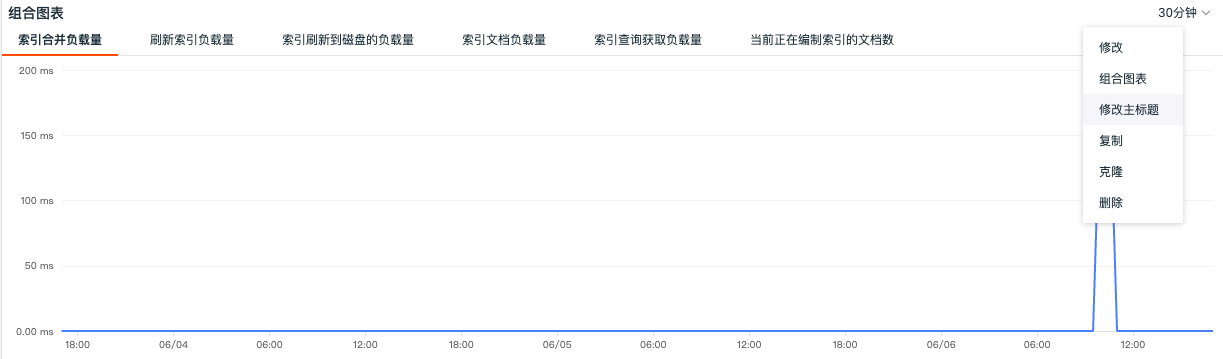 组合图表
30分钟
索引合并负载量 刷新索引负载量 索引刷新到磁盘的负载量 索引文档负载量 索引查询获取负载量 当前正在编制索引的文档数
修改
组合图表
修改主标题
复制
克隆
删除
200 ms
150 ms
100 ms
50 ms
0.00 ms
18:00 06/04 06:00 12:00 18:00 06/05 06:00 12:00 18:00 06/06 06:00 12:00